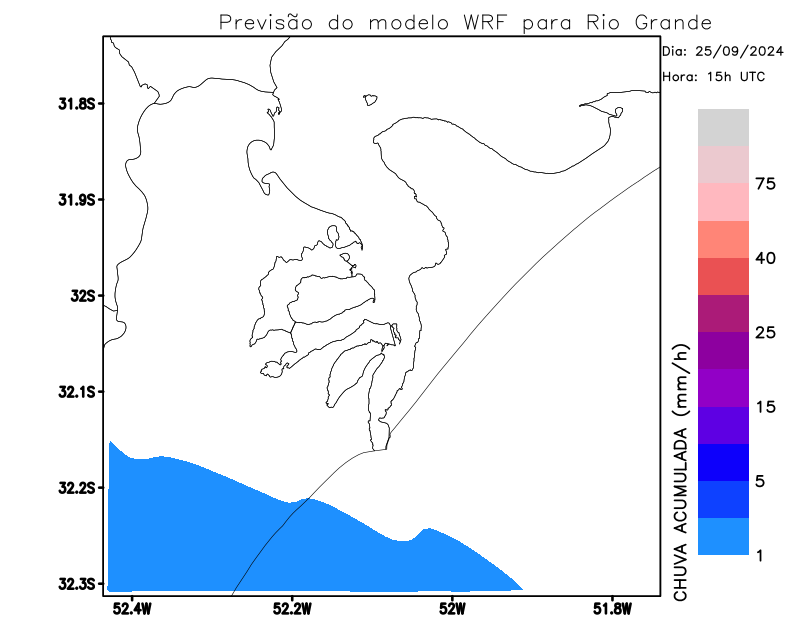 Previsão do modelo WRF para Rio Grande
Dia: 25/09/2024
Hora: 15h UTC
31.8S
31.9S
32S
32.1S
32.2S
32.3S
52.4W
52.2W
52W
51.8W
CHUVA ACUMULADA (mm/h)
75
40
25
15
5
1